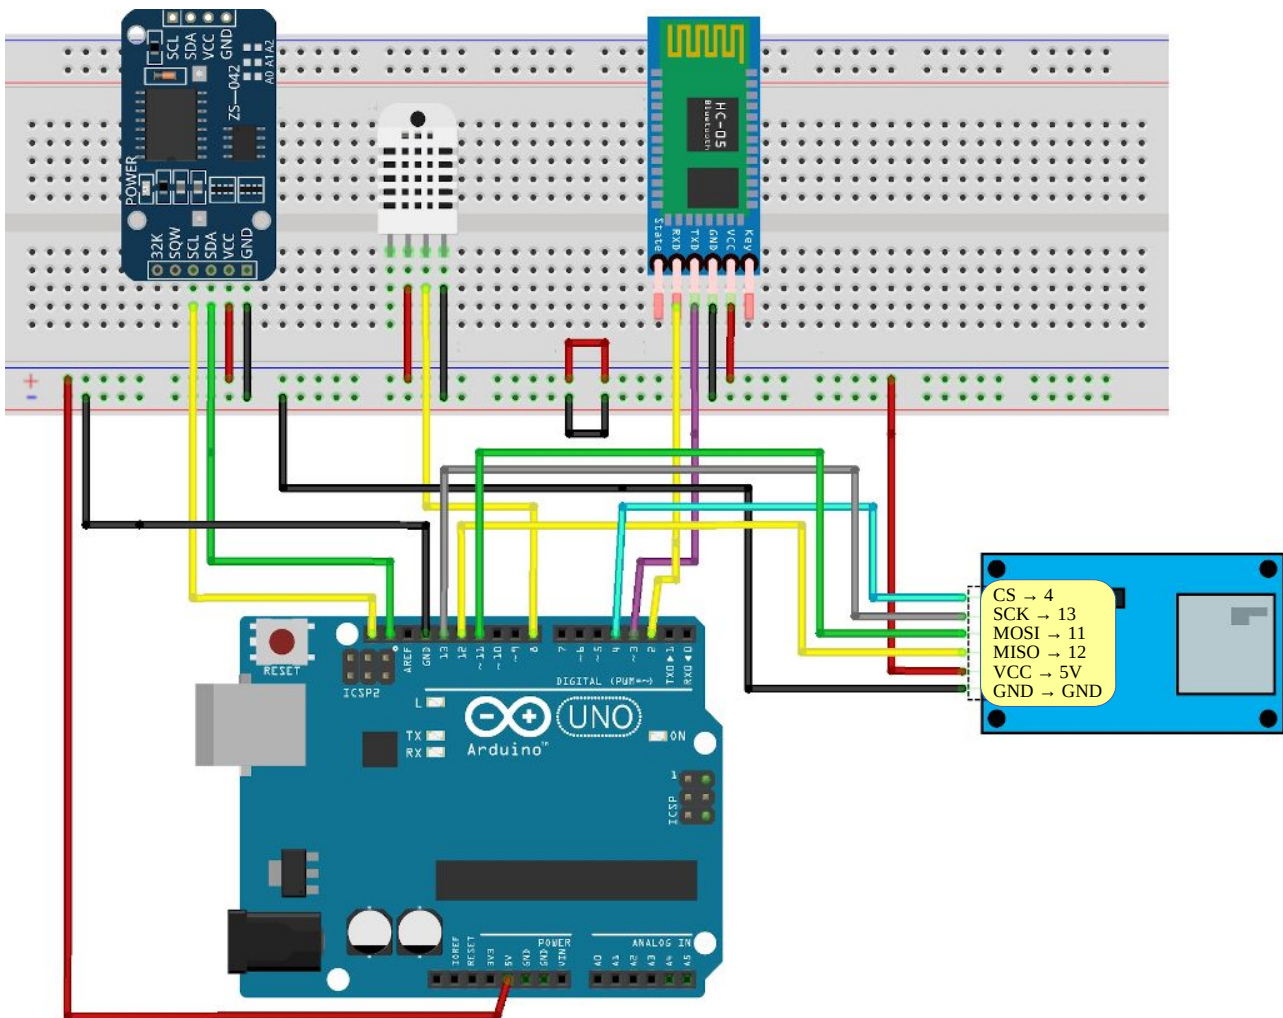 SCL
SDA
VCC
GND
A0 A1 A2
ZS-042
POWER
32K
SQW
SCL
SDA
VCC
GND
HC-05
Bluetooth
State
RXD
TXD
GND
VCC
Key
+
-
CS → 4
SCK → 13
MOSI → 11
MISO → 12
VCC → 5V
GND → GND
RESET
ICSP2
AREF
GND
13
12
~11
~10
~9
8
7
~6
~5
4
~3
2
TX0▶1
RX0◀0
DIGITAL (PWM=~)
L
TX
RX
UNO
Arduino™
ON
1
ICSP
POWER
ANALOG IN
IOREF
RESET
3V3
5V
GND
GND
VIN
A0
A1
A2
A3
A4
A5